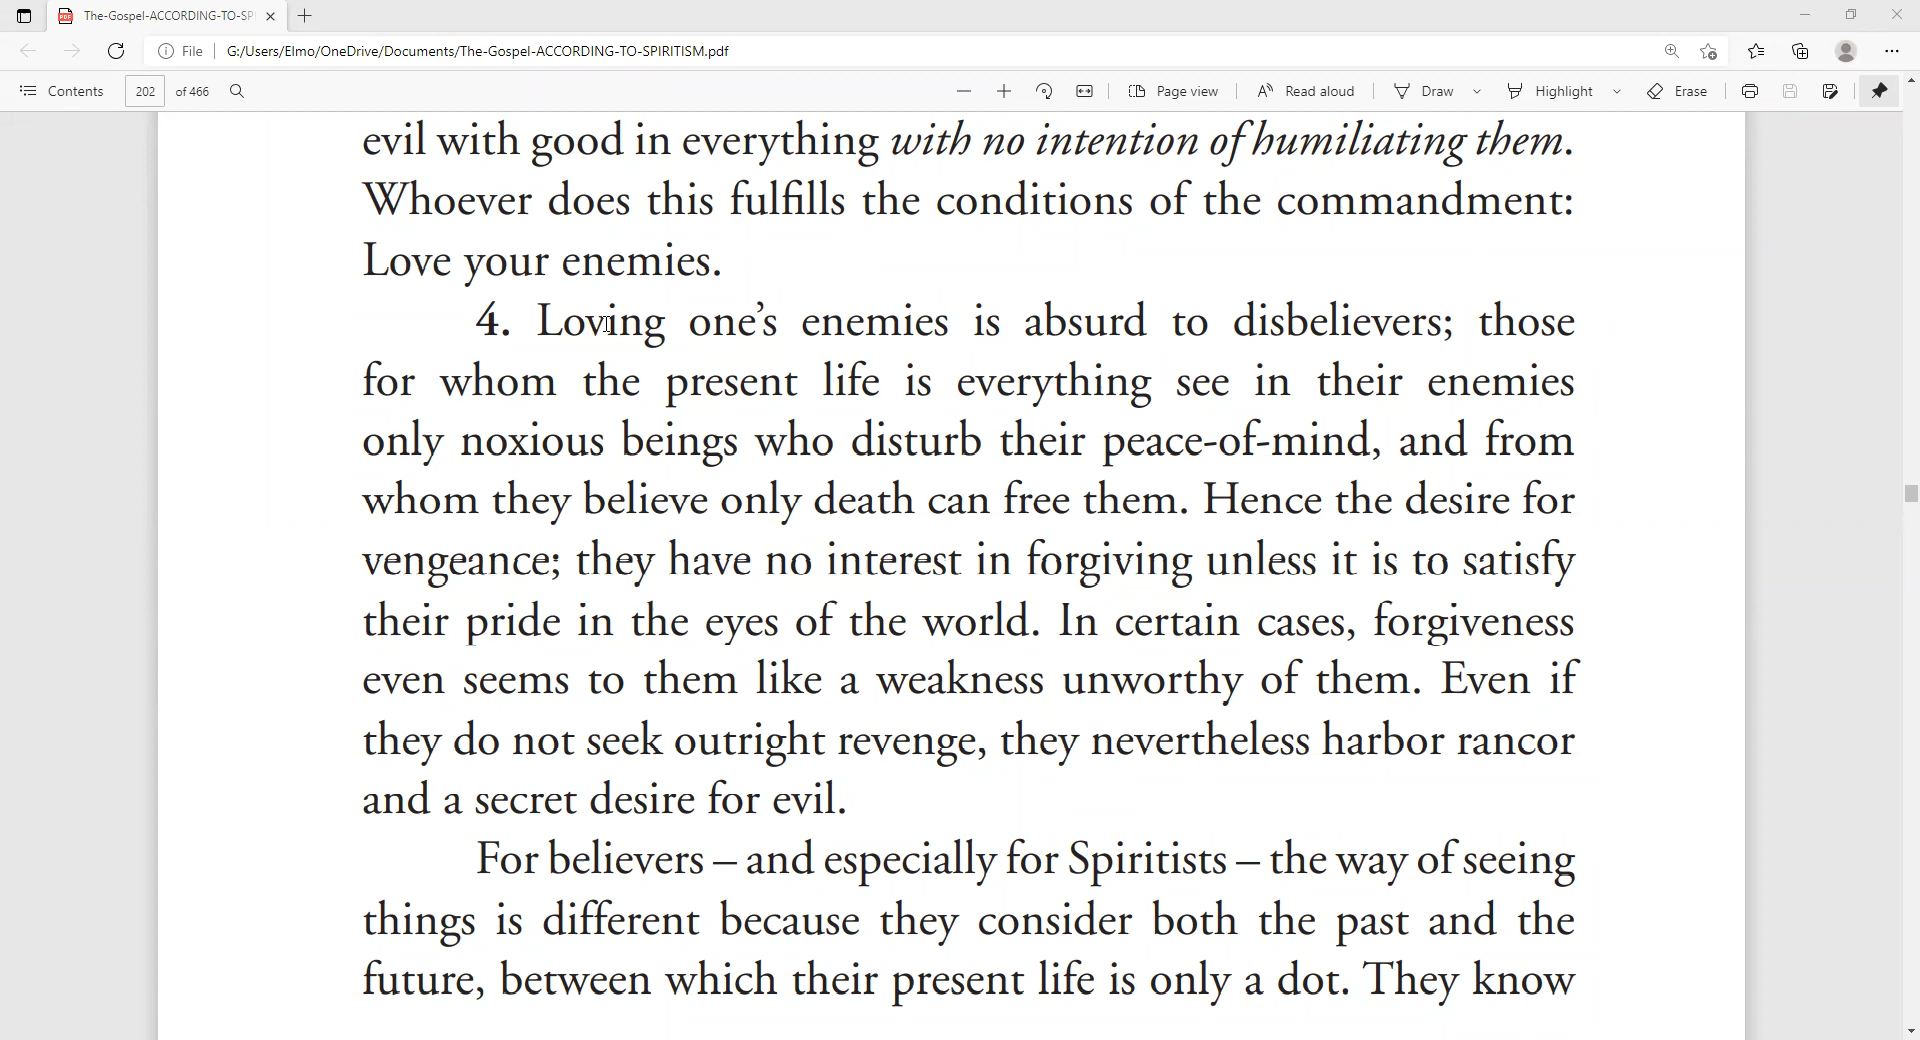 The-Gospel-ACCORDING-TO-SP
File G:/Users/Elmo/OneDrive/Documents/The-Gospel-ACCORDING-TO-SPIRITISM.pdf
Contents 202 of 466 Page view Read aloud Draw Highlight Erase
evil with good in everything with no intention of humiliating them.
Whoever does this fulfills the conditions of the commandment:
Love your enemies.
4. Loving one’s enemies is absurd to disbelievers; those
for whom the present life is everything see in their enemies
only noxious beings who disturb their peace-of-mind, and from
whom they believe only death can free them. Hence the desire for
vengeance; they have no interest in forgiving unless it is to satisfy
their pride in the eyes of the world. In certain cases, forgiveness
even seems to them like a weakness unworthy of them. Even if
they do not seek outright revenge, they nevertheless harbor rancor
and a secret desire for evil.
For believers – and especially for Spiritists – the way of seeing
things is different because they consider both the past and the
future, between which their present life is only a dot. They know